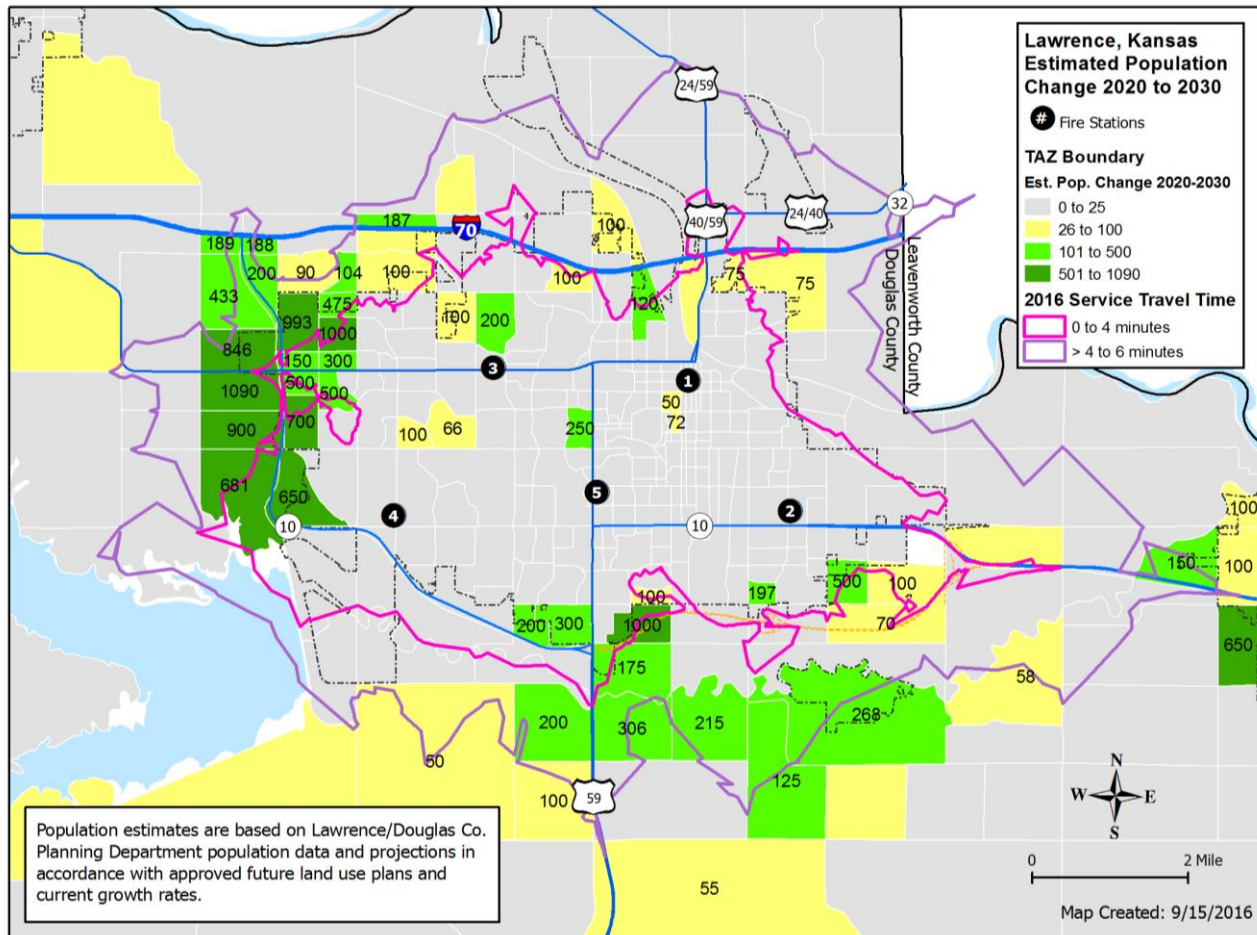 Lawrence, Kansas
Estimated Population
Change 2020 to 2030
# Fire Stations
TAZ Boundary
Est. Pop. Change 2020-2030
0 to 25
26 to 100
101 to 500
501 to 1090
2016 Service Travel Time
0 to 4 minutes
> 4 to 6 minutes
24/59
32
40/59
24/40
187
70
100
189
188
200
90
104
100
100
75
75
433
475
100
200
120
993
1000
846
150
300
3
1
1090
500
500
50
900
700
100
66
250
72
681
650
4
5
2
10
10
100
150
100
500
100
197
100
200
300
1000
70
650
175
58
200
306
215
268
50
125
100
59
55
Leavenworth County
Douglas County
N
W E
S
0 2 Mile
Map Created: 9/15/2016
Population estimates are based on Lawrence/Douglas Co.
Planning Department population data and projections in
accordance with approved future land use plans and
current growth rates.